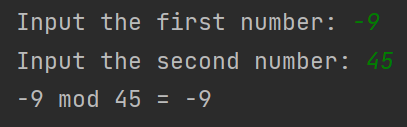 Input the first number: -9
Input the second number: 45
-9 mod 45 = -9